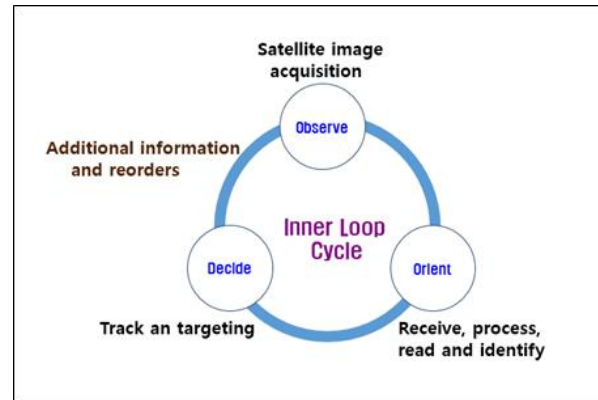 Satellite image
acquisition
Observe
Additional information
and reorders
Inner Loop
Cycle
Decide
Orient
Track an targeting
Receive, process,
read and identify